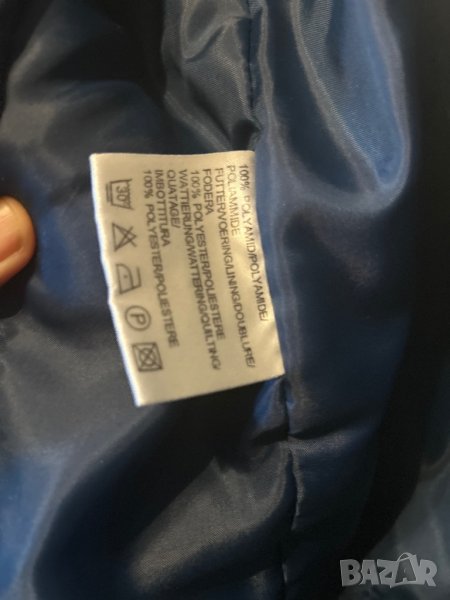 100% POLYAMID/POLYAMIDE/
POLIAMMIDE
FUTTER/VOERING/LINING/DOUBLURE/
FODERA
100% POLYESTER/POLIESTERE
WATTIERUNG/WATTERING/QUILTING/
OUATAGE/
IMBOTTITURA
100% POLYESTER/POLIESTERE
30°
P
BAZAR